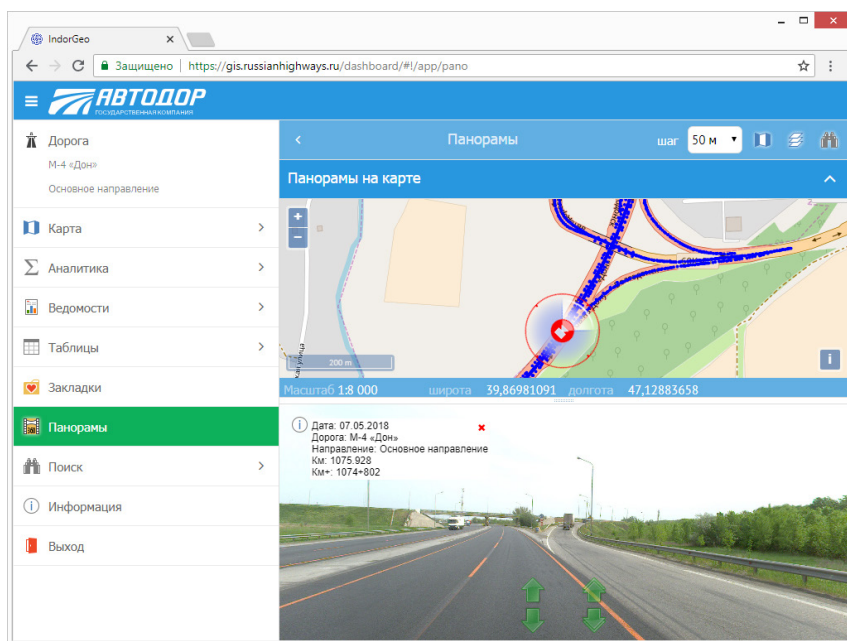 IndorGeo
Защищено | https://gis.russianhighways.ru/dashboard/#!/app/pano
АВТОДОР
ГОСУДАРСТВЕННАЯ КОМПАНИЯ
Дорога
М-4 «Дон»
Основное направление
Карта
Аналитика
Ведомости
Таблицы
Закладки
Панорамы
Поиск
Информация
Выход
Панорамы
шаг 50 м
Панорамы на карте
200 m
Масштаб 1:8 000 широта 39,86981091 долгота 47,12883658
Дата: 07.05.2018
Дорога: М-4 «Дон»
Направление: Основное направление
Км: 1075.928
Км+: 1074+802